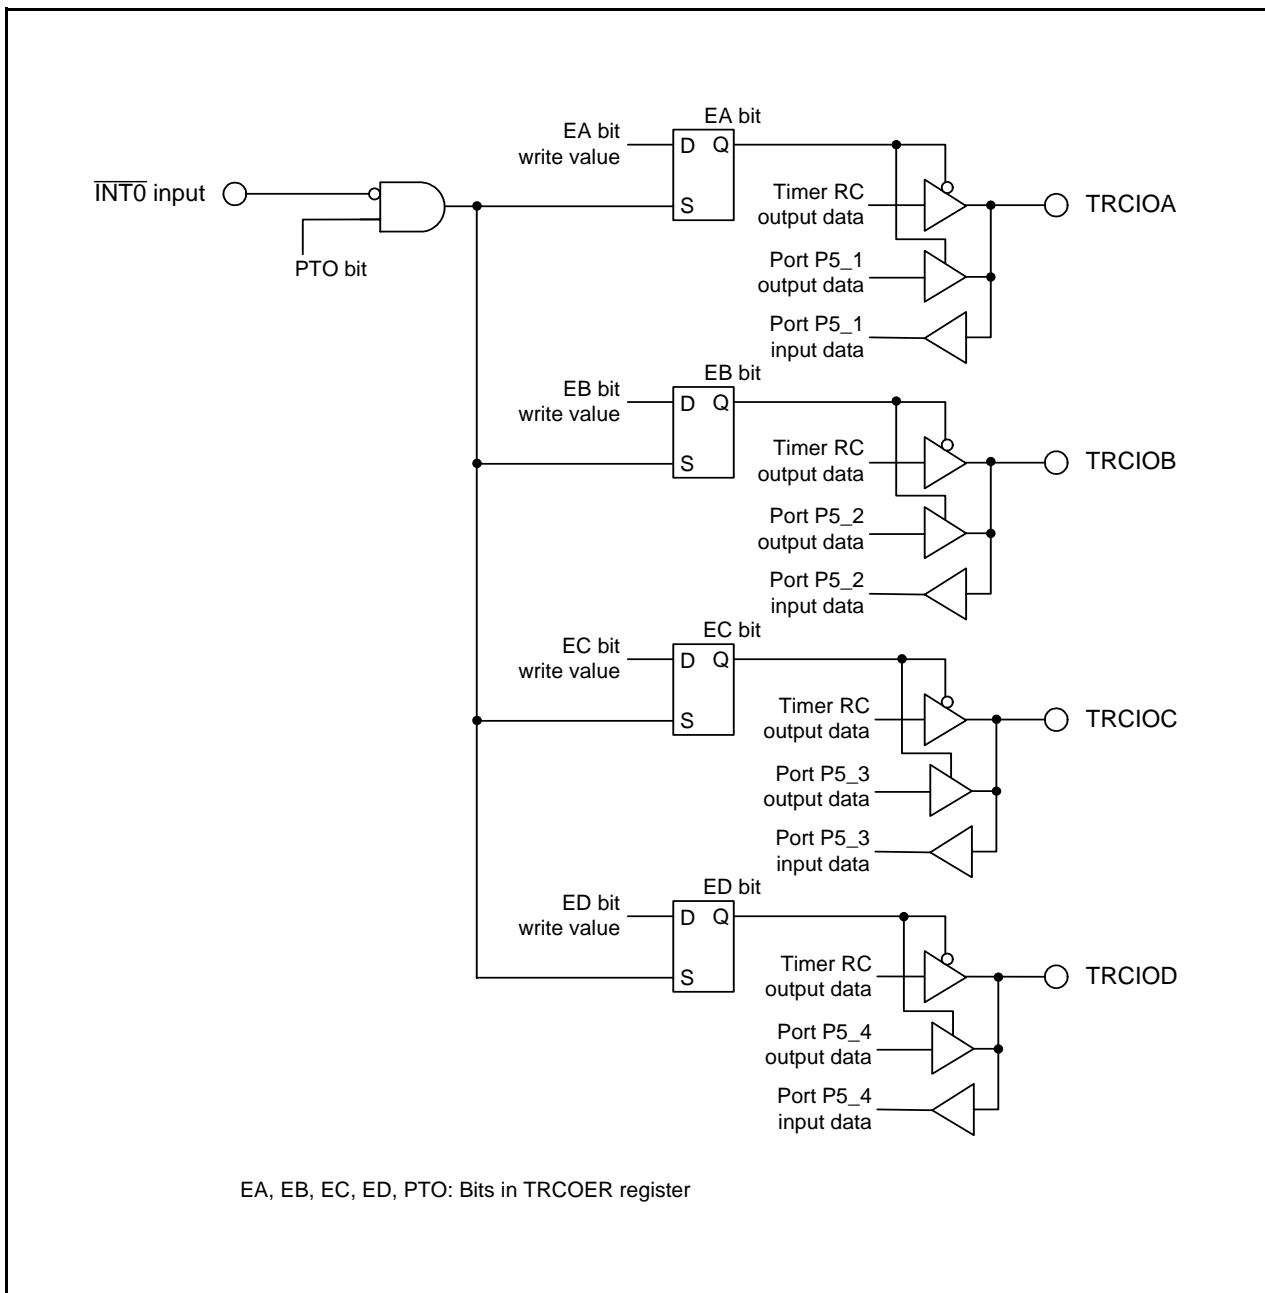 EA bit
EA bit
write value
D Q
S
INT0 input
PTO bit
Timer RC
output data
TRCIOA
Port P5_1
output data
Port P5_1
input data
EB bit
EB bit
write value
D Q
S
Timer RC
output data
TRCIOB
Port P5_2
output data
Port P5_2
input data
EC bit
EC bit
write value
D Q
S
Timer RC
output data
TRCIOC
Port P5_3
output data
Port P5_3
input data
ED bit
ED bit
write value
D Q
S
Timer RC
output data
TRCIOD
Port P5_4
output data
Port P5_4
input data
EA, EB, EC, ED, PTO: Bits in TRCOER register